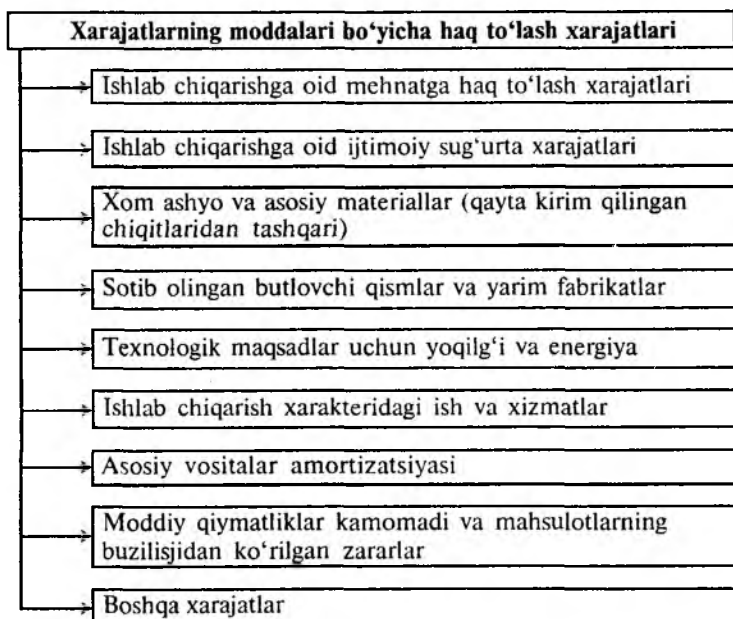 Xarajatlarning moddalari bo‘yicha haq to‘lash xarajatlari
Ishlab chiqarishga oid mehnatga haq to‘lash xarajatlari
Ishlab chiqarishga oid ijtimoiy sug‘urta xarajatlari
Xom ashyo va asosiy materiallar (qayta kirim qilingan
chiqitlaridan tashqari)
Sotib olingan butlovchi qismlar va yarim fabrikatlar
Texnologik maqsadlar uchun yoqilg‘i va energiya
Ishlab chiqarish xarakteridagi ish va xizmatlar
Asosiy vositalar amortizatsiyasi
Moddiy qiymatliklar kamomadi va mahsulotlarning
buzilisjidan ko‘rilgan zararlar
Boshqa xarajatlar